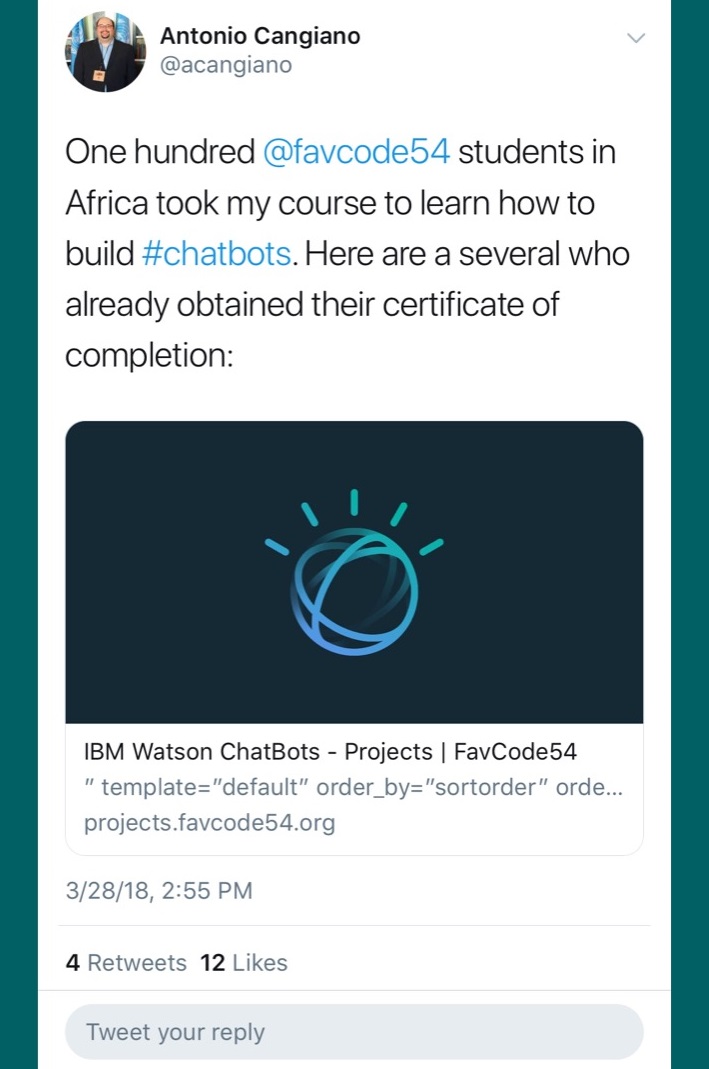 Antonio Cangiano
@acangiano
One hundred @favcode54 students in
Africa took my course to learn how to
build #chatbots. Here are a several who
already obtained their certificate of
completion:
IBM Watson ChatBots - Projects | FavCode54
" template="default" order_by="sortorder" orde...
projects.favcode54.org
3/28/18, 2:55 PM
4 Retweets 12 Likes
Tweet your reply